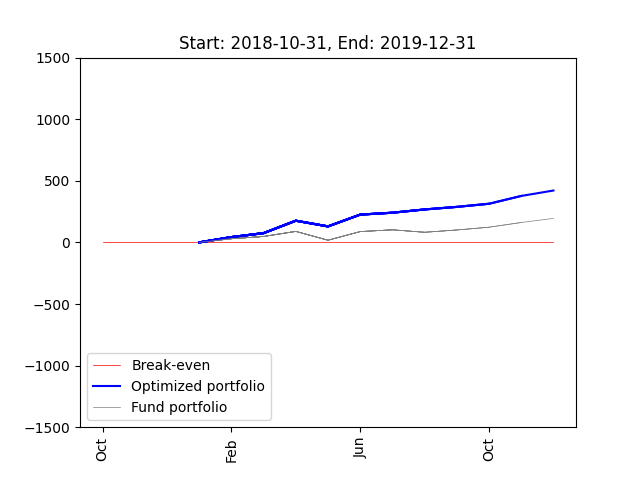 Start: 2018-10-31, End: 2019-12-31
1500
1000
500
0
−500
−1000
−1500
Break-even
Optimized portfolio
Fund portfolio
Oct
Feb
Jun
Oct